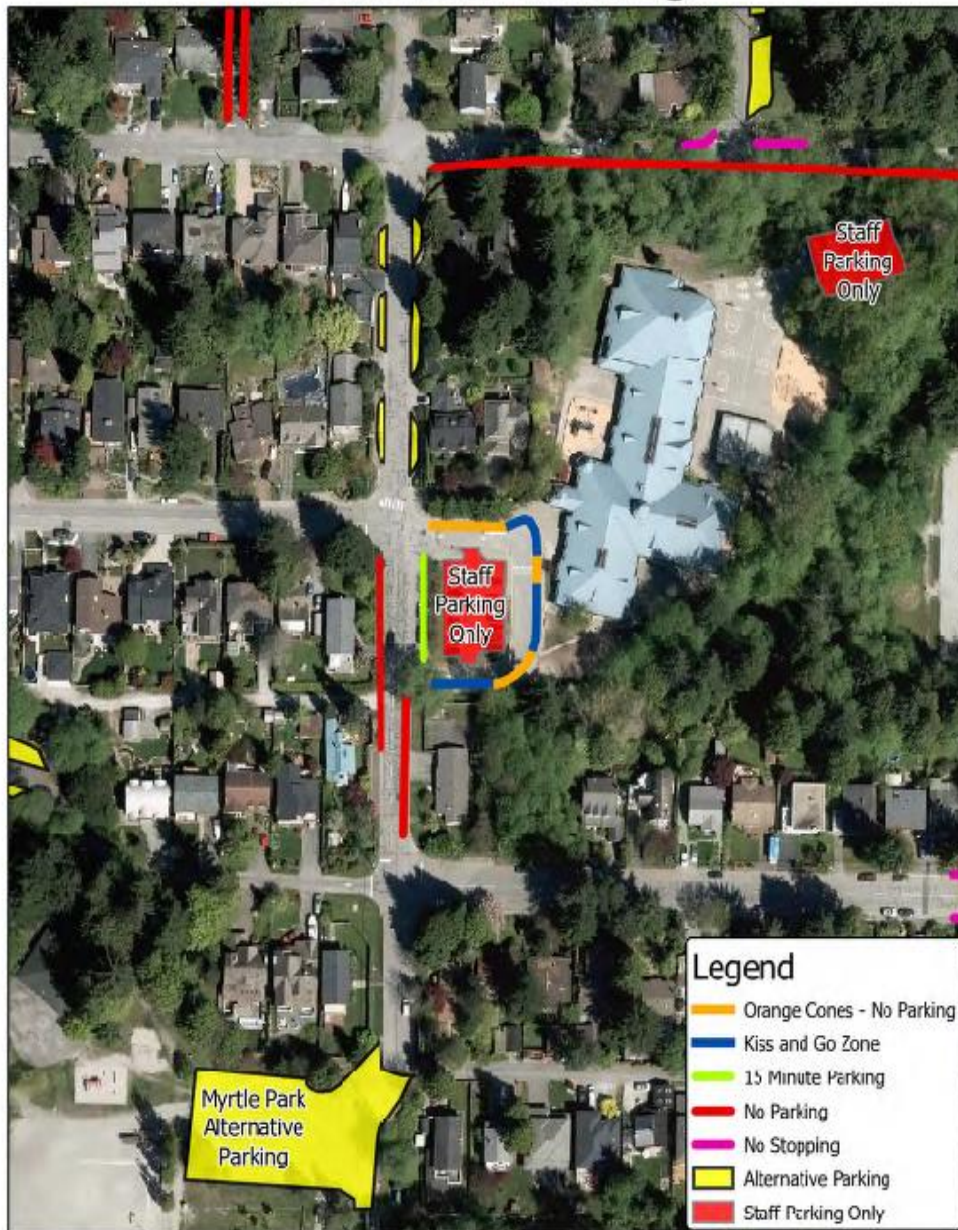 Staff
Parking
Only
Staff
Parking
Only
Myrtle Park
Alternative
Parking
Legend
Orange Cones - No Parking
Kiss and Go Zone
15 Minute Parking
No Parking
No Stopping
Alternative Parking
Staff Parking Only